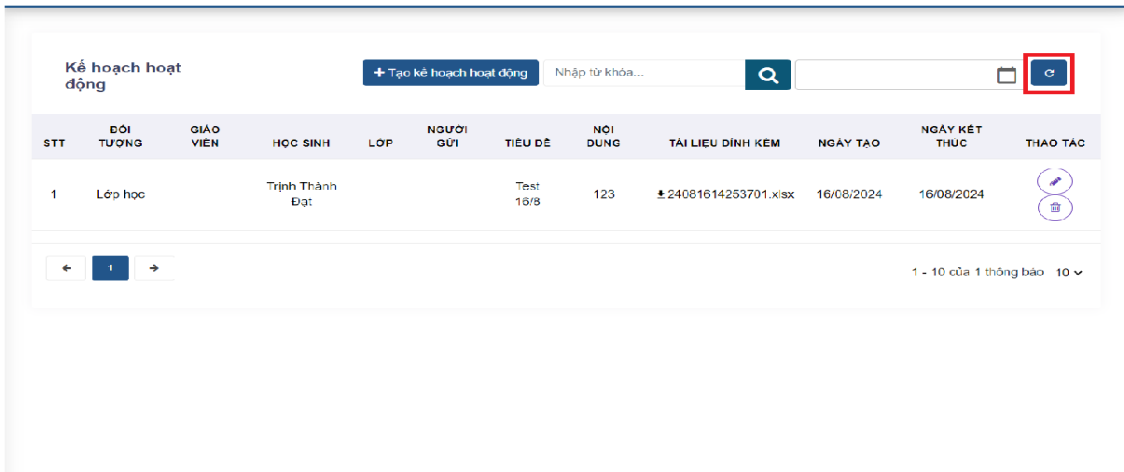 Kế hoạch hoạt động
+ Tạo kế hoạch hoạt động
Nhập từ khóa...
STT ĐỐI TƯỢNG GIÁO VIÊN HỌC SINH LỚP NGƯỜI GỬI TIÊU ĐỀ NỘI DUNG TÀI LIỆU ĐÍNH KÈM NGÀY TẠO NGÀY KẾT THÚC THAO TÁC
1 Lớp học Trịnh Thành Đạt Test 16/8 123 24081614253701.xlsx 16/08/2024 16/08/2024
1
1 - 10 của 1 thông báo 10